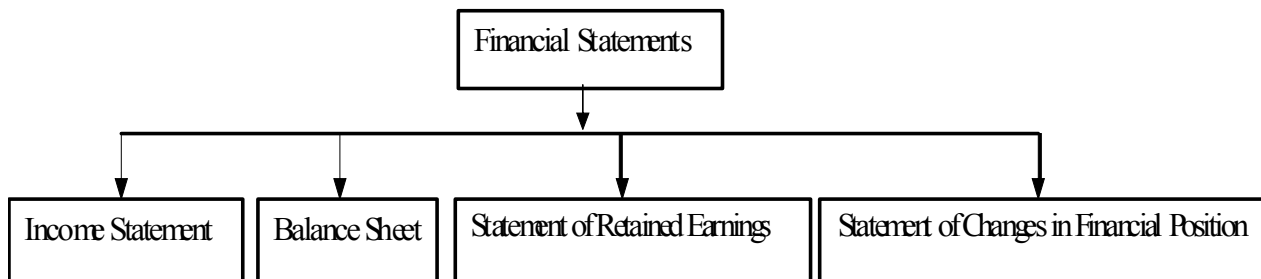 Financial Statements
Income Statement
Balance Sheet
Statement of Retained Earnings
Statement of Changes in Financial Position